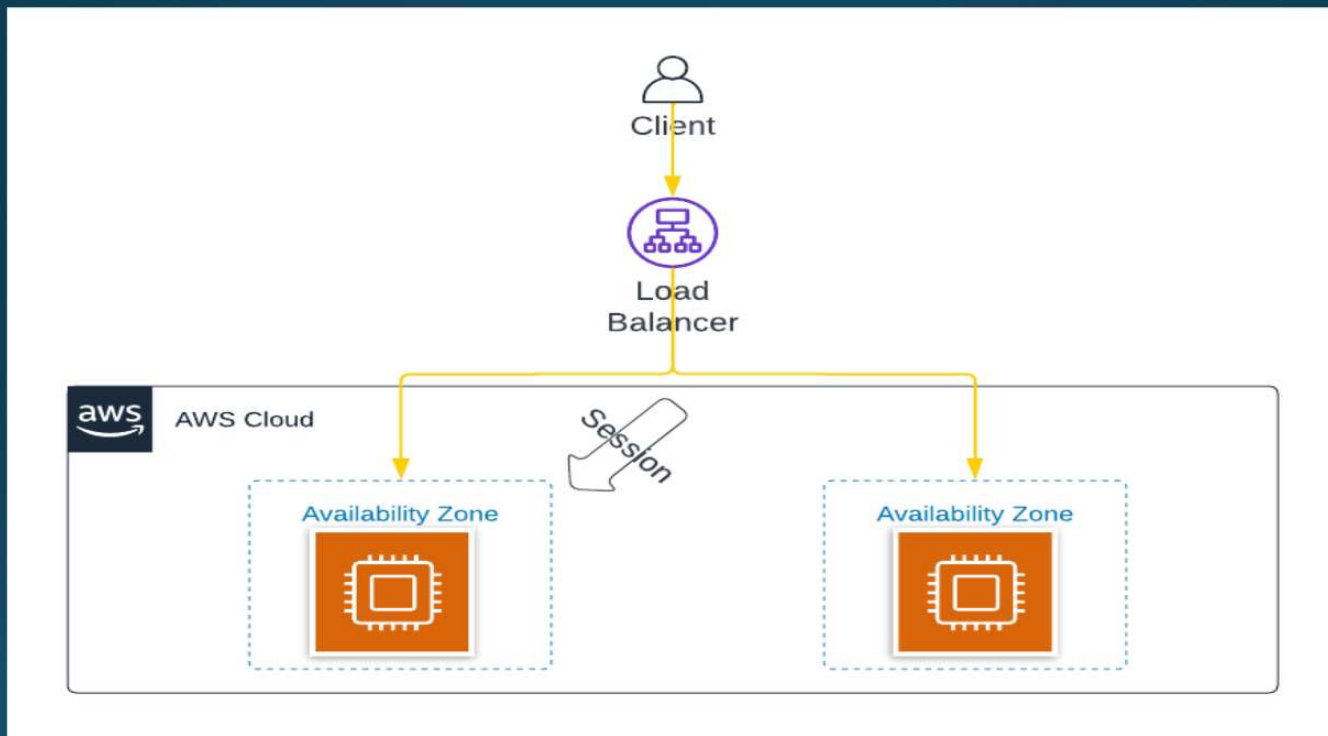 Client
Load
Balancer
aws
AWS Cloud
Session
Availability Zone
Availability Zone